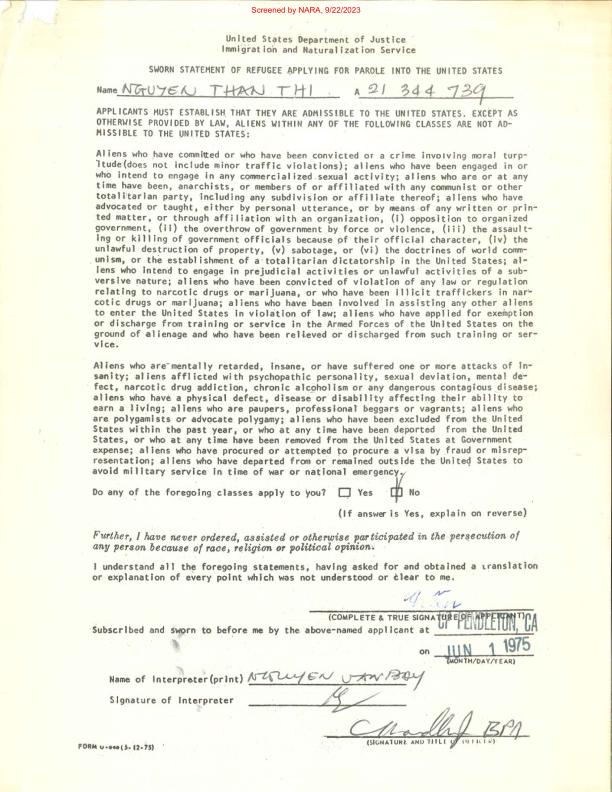 Screened by NARA, 9/22/2023
United States Department of Justice
Immigration and Naturalization Service
SWORN STATEMENT OF REFUGEE APPLYING FOR PAROLE INTO THE UNITED STATES
Name NGUYEN THAN THI A 21 344 739
APPLICANTS MUST ESTABLISH THAT THEY ARE ADMISSIBLE TO THE UNITED STATES. EXCEPT AS
OTHERWISE PROVIDED BY LAW, ALIENS WITHIN ANY OF THE FOLLOWING CLASSES ARE NOT AD-
MISSIBLE TO THE UNITED STATES:
Aliens who have committed or who have been convicted or a crime involving moral turp-
itude(does not include minor traffic violations); aliens who have been engaged in or
who intend to engage in any commercialized sexual activity; aliens who are or at any
time have been, anarchists, or members of or affiliated with any communist or other
totalitarian party, including any subdivision or affiliate thereof; aliens who have
advocated or taught, either by personal utterance, or by means of any written or prin-
ted matter, or through affiliation with an organization, (i) opposition to organized
government, (ii) the overthrow of government by force or violence, (iii) the assault-
ing or killing of government officials because of their official character, (iv) the
unlawful destruction of property, (v) sabotage, or (vi) the doctrines of world comm-
unism, or the establishment of a totalitarian dictatorship in the United States; al-
iens who intend to engage in prejudicial activities or unlawful activities of a sub-
versive nature; aliens who have been convicted of violation of any law or regulation
relating to narcotic drugs or marijuana, or who have been illicit traffickers in nar-
cotic drugs or marijuana; aliens who have been involved in assisting any other aliens
to enter the United States in violation of law; aliens who have applied for exemption
or discharge from training or service in the Armed Forces of the United States on the
ground of alienage and who have been relieved or discharged from such training or ser-
vice.
Aliens who are mentally retarded, insane, or have suffered one or more attacks of in-
sanity; aliens afflicted with psychopathic personality, sexual deviation, mental de-
fect, narcotic drug addiction, chronic alcoholism or any dangerous contagious disease;
aliens who have a physical defect, disease or disability affecting their ability to
earn a living; aliens who are paupers, professional beggars or vagrants; aliens who
are polygamists or advocate polygamy; aliens who have been excluded from the United
States within the past year, or who at any time have been deported from the United
States, or who at any time have been removed from the United States at Government
expense; aliens who have procured or attempted to procure a visa by fraud or misrep-
resentation; aliens who have departed from or remained outside the United States to
avoid military service in time of war or national emergency.
Do any of the foregoing classes apply to you? Yes No
(If answer is Yes, explain on reverse)
Further, I have never ordered, assisted or otherwise participated in the persecution of
any person because of race, religion or political opinion.
I understand all the foregoing statements, having asked for and obtained a translation
or explanation of every point which was not understood or clear to me.
(COMPLETE & TRUE SIGNATURE OF APPLICANT)
Subscribed and sworn to before me by the above-named applicant at CP PENDLETON, CA
on JUN 1 1975
(MONTH/DAY/YEAR)
Name of Interpreter(print) NGUYEN VAN BAY
Signature of Interpreter
BPA
(SIGNATURE AND TITLE OF OFFICER)